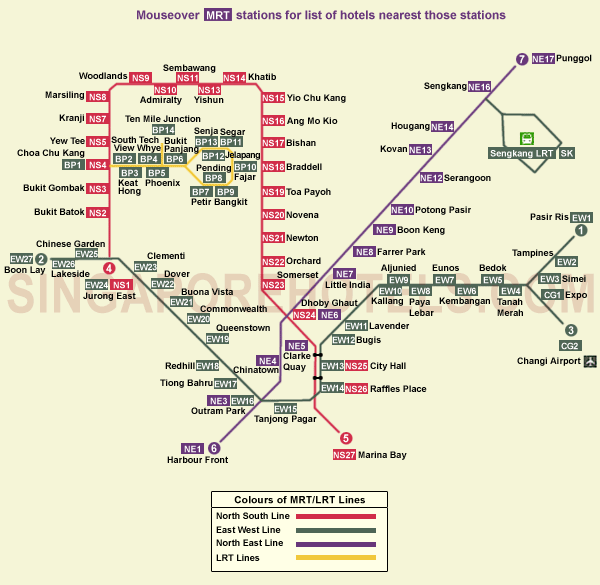 Mouseover MRT stations for list of hotels nearest those stations
7 NE17 Punggol
Sembawang
Woodlands NS9 NS11 NS14 Khatib
NS10 NS13
Admiralty Yishun
Sengkang NE16
Marsiling NS8
NS15 Yio Chu Kang
Kranji NS7
Ten Mile Junction
BP14
NS16 Ang Mo Kio
Hougang NE14
Yew Tee NS5
South Tech Bukit Senja Segar
View Whye Panjang BP13 BP11
NS17 Bishan
Kovan NE13
Sengkang LRT SK
Choa Chu Kang
BP1 NS4
BP2 BP4 BP6 BP12 Jelapang
Pending BP10
BP3 BP5 BP8 Fajar
NS18 Braddell
NE12 Serangoon
Bukit Gombak NS3
Keat Hong Phoenix BP7 BP9
Petir Bangkit
NS19 Toa Payoh
Bukit Batok NS2
NS20 Novena
NE10 Potong Pasir
Pasir Ris EW1
1
NE9 Boon Keng
NS21 Newton
Chinese Garden
EW25
EW27 2
Boon Lay
EW26
Lakeside
4
EW24 NS1
Jurong East
Clementi
EW23
Dover
EW22
NS22 Orchard
Somerset
NS23
NE8 Farrer Park
NE7
Little India
Tampines
EW2
EW3 Simei
CG1 Expo
Aljunied Eunos Bedok
EW9 EW7 EW5
EW10 EW8 EW6 EW4
Kallang Paya Lebar Kembangan Tanah Merah
SINGAPOREHOTELS.COM
Buona Vista
EW21
Commonwealth
EW20
Dhoby Ghaut
NS24 NE6
EW11 Lavender
3
CG2
Queenstown
EW19
EW12 Bugis
NE5
Clarke Quay
Changi Airport
NE4
Chinatown
Redhill EW18
EW13 NS25 City Hall
Tiong Bahru EW17
EW14 NS26 Raffles Place
NE3 EW16
Outram Park
EW15
Tanjong Pagar
NE1 6
Harbour Front
5
NS27 Marina Bay
Colours of MRT/LRT Lines
North South Line
East West Line
North East Line
LRT Lines